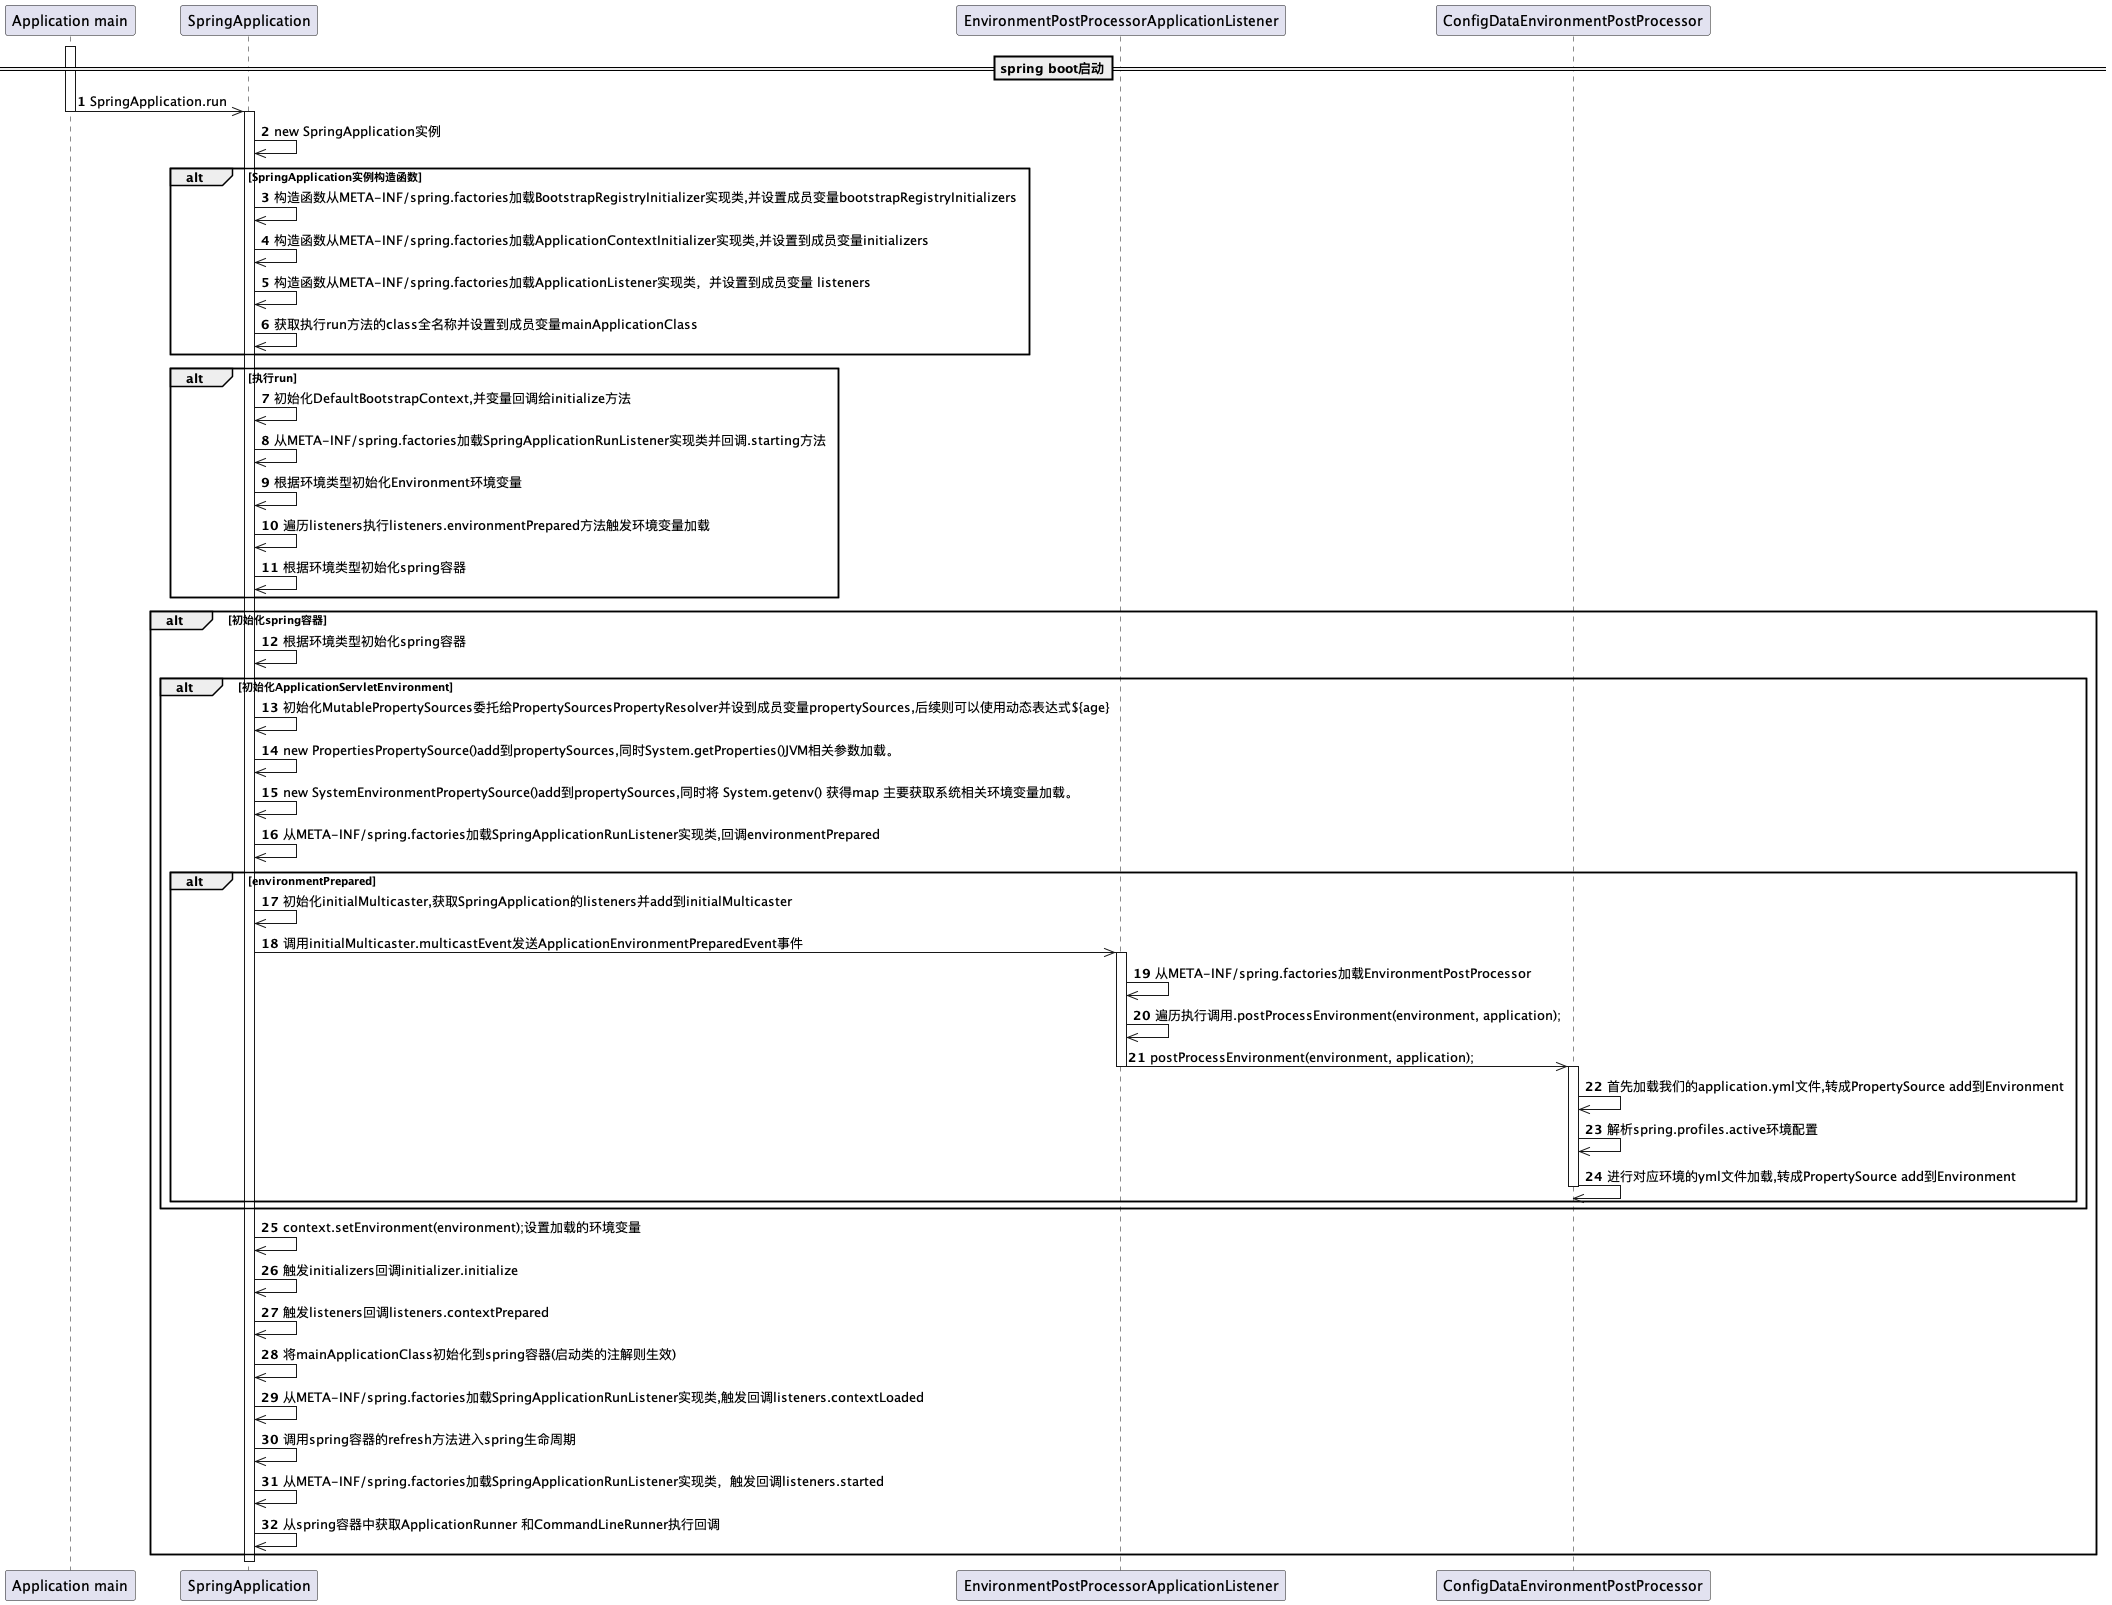 Application main
SpringApplication
EnvironmentPostProcessorApplicationListener
ConfigDataEnvironmentPostProcessor
spring boot启动
1 SpringApplication.run
2 new SpringApplication实例
alt [SpringApplication实例构造函数]
3 构造函数从META-INF/spring.factories加载BootstrapRegistryInitializer实现类,并设置成员变量bootstrapRegistryInitializers
4 构造函数从META-INF/spring.factories加载ApplicationContextInitializer实现类,并设置到成员变量initializers
5 构造函数从META-INF/spring.factories加载ApplicationListener实现类，并设置到成员变量 listeners
6 获取执行run方法的class全名称并设置到成员变量mainApplicationClass
alt [执行run]
7 初始化DefaultBootstrapContext,并变量回调给initialize方法
8 从META-INF/spring.factories加载SpringApplicationRunListener实现类并回调.starting方法
9 根据环境类型初始化Environment环境变量
10 遍历listeners执行listeners.environmentPrepared方法触发环境变量加载
11 根据环境类型初始化spring容器
alt [初始化spring容器]
12 根据环境类型初始化spring容器
alt [初始化ApplicationServletEnvironment]
13 初始化MutablePropertySources委托给PropertySourcesPropertyResolver并设到成员变量propertySources,后续则可以使用动态表达式${age}
14 new PropertiesPropertySource()add到propertySources,同时System.getProperties()JVM相关参数加载。
15 new SystemEnvironmentPropertySource()add到propertySources,同时将 System.getenv() 获得map 主要获取系统相关环境变量加载。
16 从META-INF/spring.factories加载SpringApplicationRunListener实现类,回调environmentPrepared
alt [environmentPrepared]
17 初始化initialMulticaster,获取SpringApplication的listeners并add到initialMulticaster
18 调用initialMulticaster.multicastEvent发送ApplicationEnvironmentPreparedEvent事件
19 从META-INF/spring.factories加载EnvironmentPostProcessor
20 遍历执行调用.postProcessEnvironment(environment, application);
21 postProcessEnvironment(environment, application);
22 首先加载我们的application.yml文件,转成PropertySource add到Environment
23 解析spring.profiles.active环境配置
24 进行对应环境的yml文件加载,转成PropertySource add到Environment
25 context.setEnvironment(environment);设置加载的环境变量
26 触发initializers回调initializer.initialize
27 触发listeners回调listeners.contextPrepared
28 将mainApplicationClass初始化到spring容器(启动类的注解则生效)
29 从META-INF/spring.factories加载SpringApplicationRunListener实现类,触发回调listeners.contextLoaded
30 调用spring容器的refresh方法进入spring生命周期
31 从META-INF/spring.factories加载SpringApplicationRunListener实现类，触发回调listeners.started
32 从spring容器中获取ApplicationRunner 和CommandLineRunner执行回调
Application main
SpringApplication
EnvironmentPostProcessorApplicationListener
ConfigDataEnvironmentPostProcessor